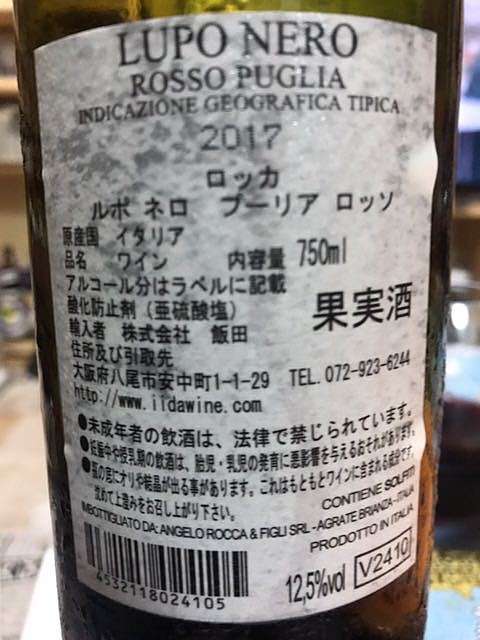 LUPO NERO
ROSSO PUGLIA
INDICAZIONE GEOGRAFICA TIPICA
2017
ロッカ
ルポ ネロ プーリア ロッソ
原産国 イタリア
品名 ワイン 内容量 750ml
アルコール分はラベルに記載
酸化防止剤（亜硫酸塩） 果実酒
輸入者 株式会社 飯田
住所及び引取先
大阪府八尾市安中町1-1-29 TEL.072-923-6244
http://www.iidawine.com
●未成年者の飲酒は、法律で禁じられています。
●妊娠中や授乳期の飲酒は、胎児・乳児の発育に悪影響を与えるおそれがあります。
●瓶の底にオリや結晶が出る事があります。これはもともとワインに含まれる成分です。
沈めて上澄みをお召し上がり下さい。
CONTIENE SOLFITI
IMBOTTIGLIATO DA: ANGELO ROCCA & FIGLI SRL - AGRATE BRIANZA - ITALIA
PRODOTTO IN ITALIA
4532118024105
12,5%vol V2410